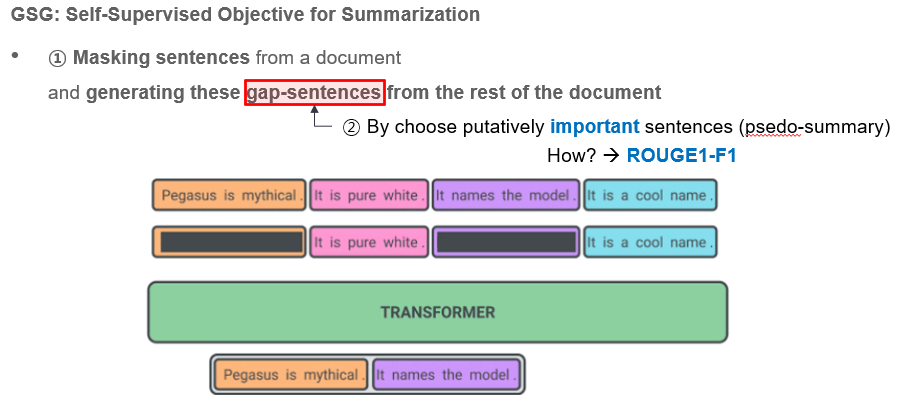 GSG: Self-Supervised Objective for Summarization
• ① Masking sentences from a document
and generating these gap-sentences from the rest of the document
② By choose putatively important sentences (psedo-summary)
How? → ROUGE1-F1
Pegasus is mythical . It is pure white . It names the model . It is a cool name .
It is pure white . It is a cool name .
TRANSFORMER
Pegasus is mythical . It names the model .